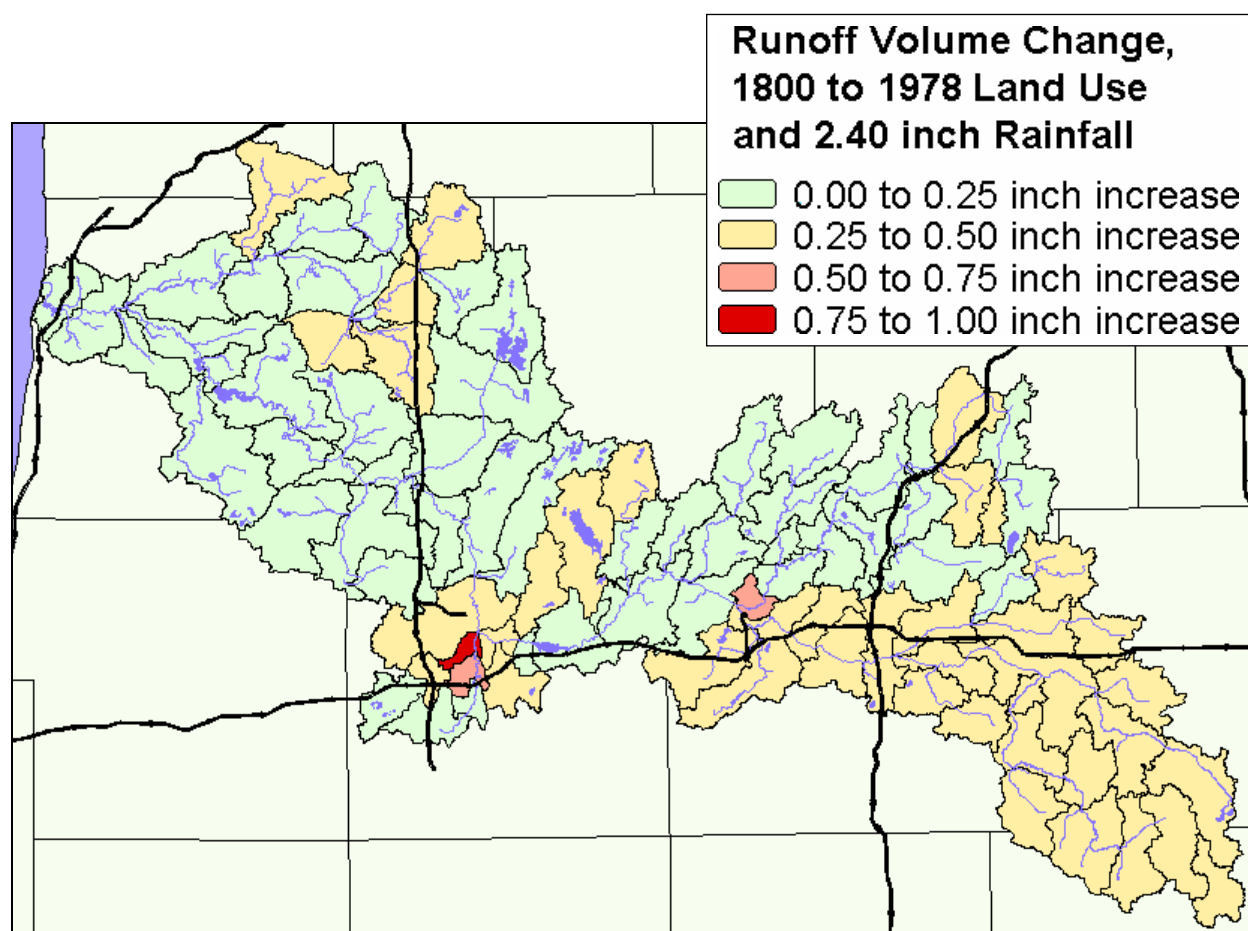 Runoff Volume Change,
1800 to 1978 Land Use
and 2.40 inch Rainfall
0.00 to 0.25 inch increase
0.25 to 0.50 inch increase
0.50 to 0.75 inch increase
0.75 to 1.00 inch increase